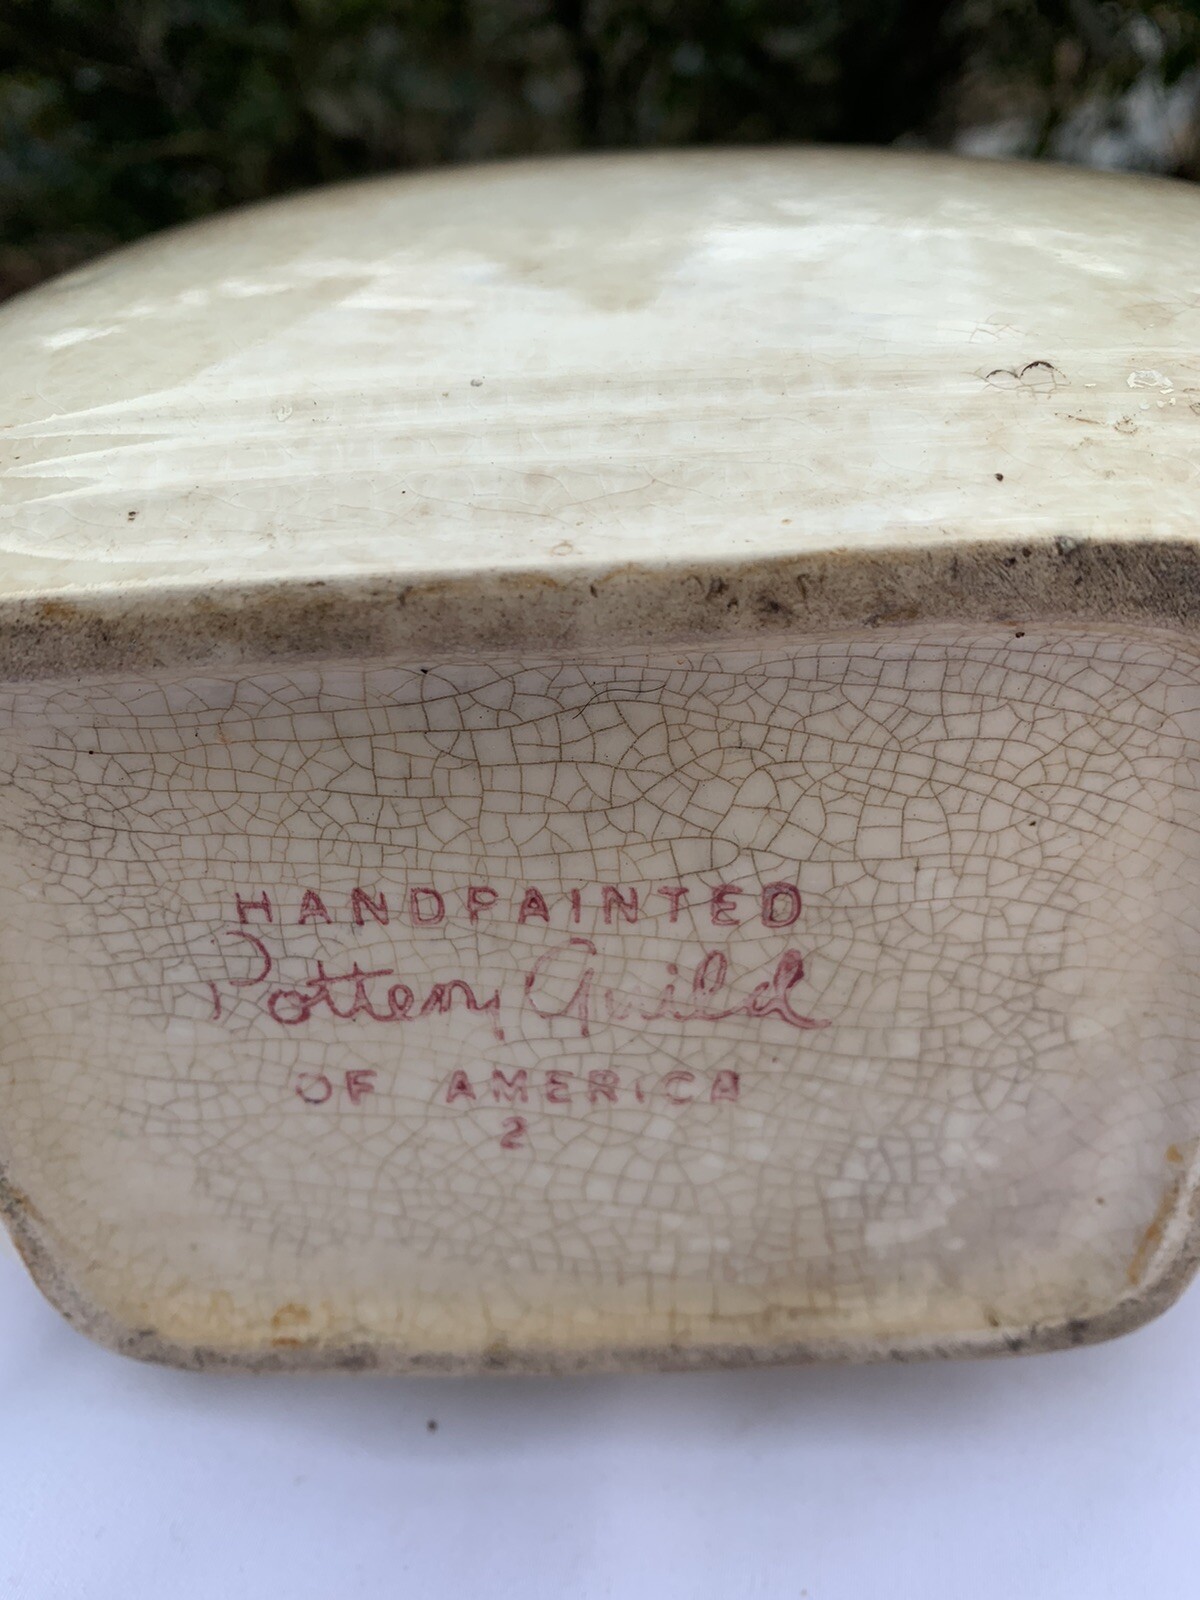 HANDPAINTED
Pottery Guild
OF AMERICA
2